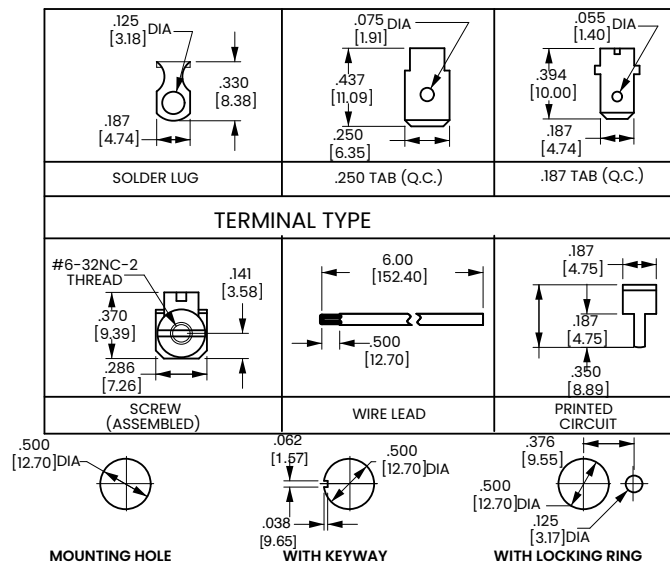 .125
[3.18]
DIA
.330
[8.38]
.187
[4.74]
SOLDER LUG
.075
[1.91]
DIA
.437
[11.09]
.250
[6.35]
.250 TAB (Q.C.)
.055
[1.40]
DIA
.394
[10.00]
.187
[4.74]
.187 TAB (Q.C.)
TERMINAL TYPE
#6-32NC-2
THREAD
.141
[3.58]
.370
[9.39]
.286
[7.26]
SCREW
(ASSEMBLED)
6.00
[152.40]
.500
[12.70]
WIRE LEAD
.187
[4.75]
.187
[4.75]
.350
[8.89]
PRINTED
CIRCUIT
.500
[12.70]DIA
MOUNTING HOLE
.062
[1.57]
.500
[12.70]DIA
.038
[9.65]
WITH KEYWAY
.376
[9.55]
.500
[12.70]DIA
.125
[3.17]DIA
WITH LOCKING RING